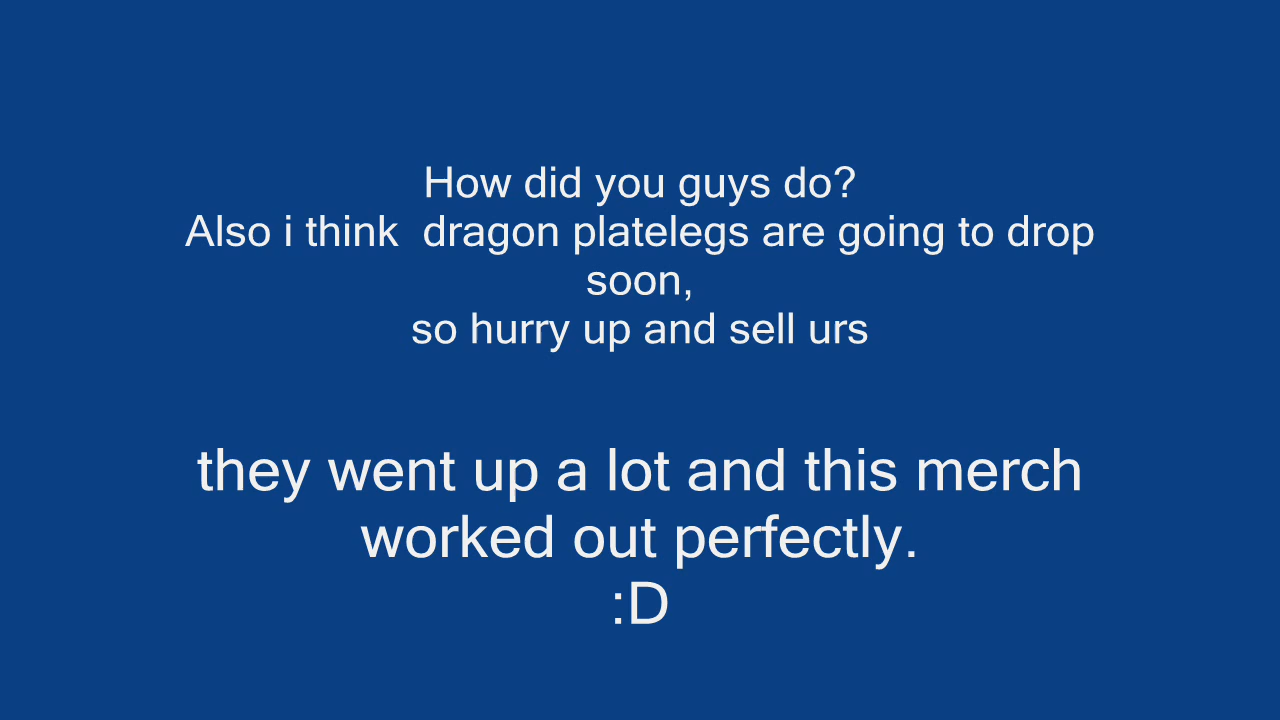 How did you guys do?
Also i think  dragon platelegs are going to drop
soon,
so hurry up and sell urs
they went up a lot and this merch
worked out perfectly.
:D